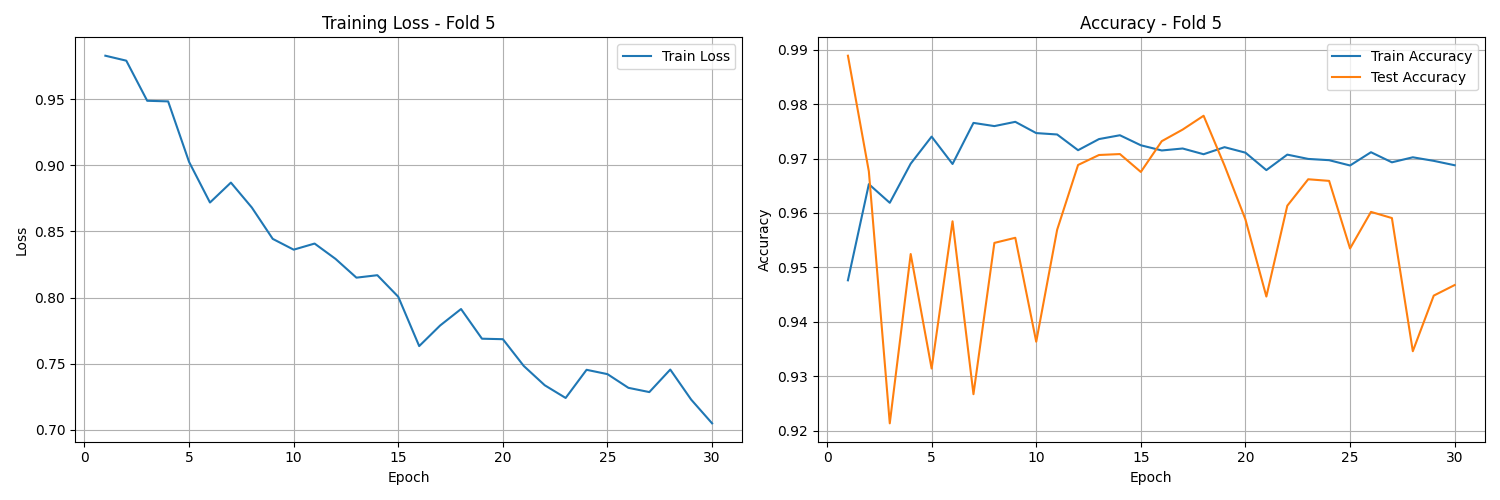 Training Loss - Fold 5
Train Loss
0.95
0.90
0.85
0.80
0.75
0.70
Loss
0 5 10 15 20 25 30
Epoch
Accuracy - Fold 5
Train Accuracy
Test Accuracy
0.99
0.98
0.97
0.96
0.95
0.94
0.93
0.92
Accuracy
0 5 10 15 20 25 30
Epoch